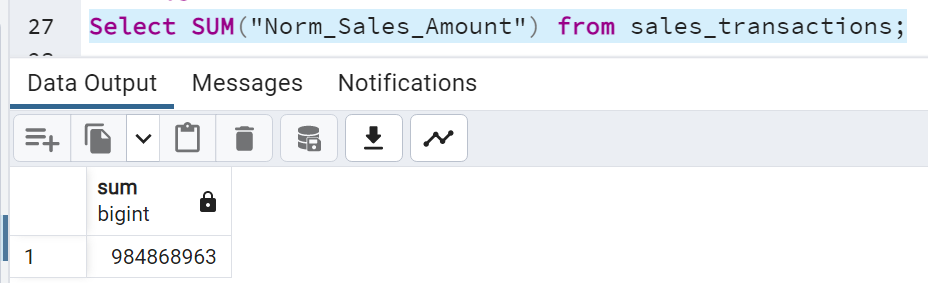 27 Select SUM("Norm_Sales_Amount") from sales_transactions;
Data Output Messages Notifications
sum
bigint
1 984868963